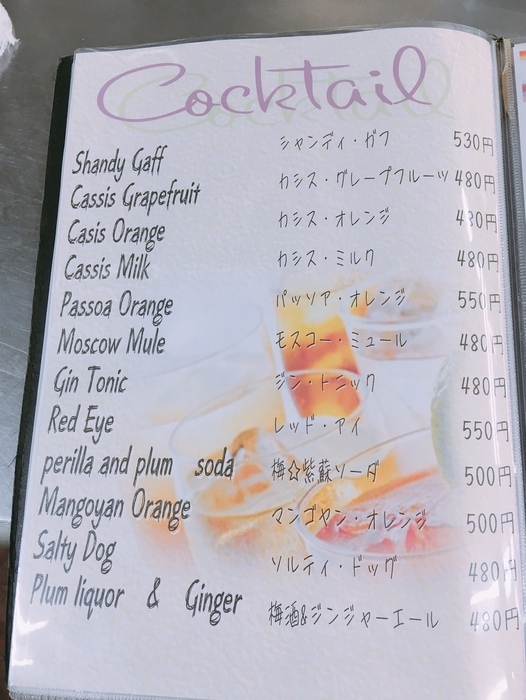 Cocktail
Shandy Gaff シャンディ・ガフ 530円
Cassis Grapefruit カシス・グレープフルーツ 480円
Casis Orange カシス・オレンジ 480円
Cassis Milk カシス・ミルク 480円
Passoa Orange パッソア・オレンジ 550円
Moscow Mule モスコー・ミュール 480円
Gin Tonic ジン・トニック 480円
Red Eye レッド・アイ 550円
perilla and plum soda 梅☆紫蘇ソーダ 500円
Mangoyan Orange マンゴヤン・オレンジ 500円
Salty Dog ソルティ・ドッグ 480円
Plum liquor & Ginger 梅酒&ジンジャーエール 480円